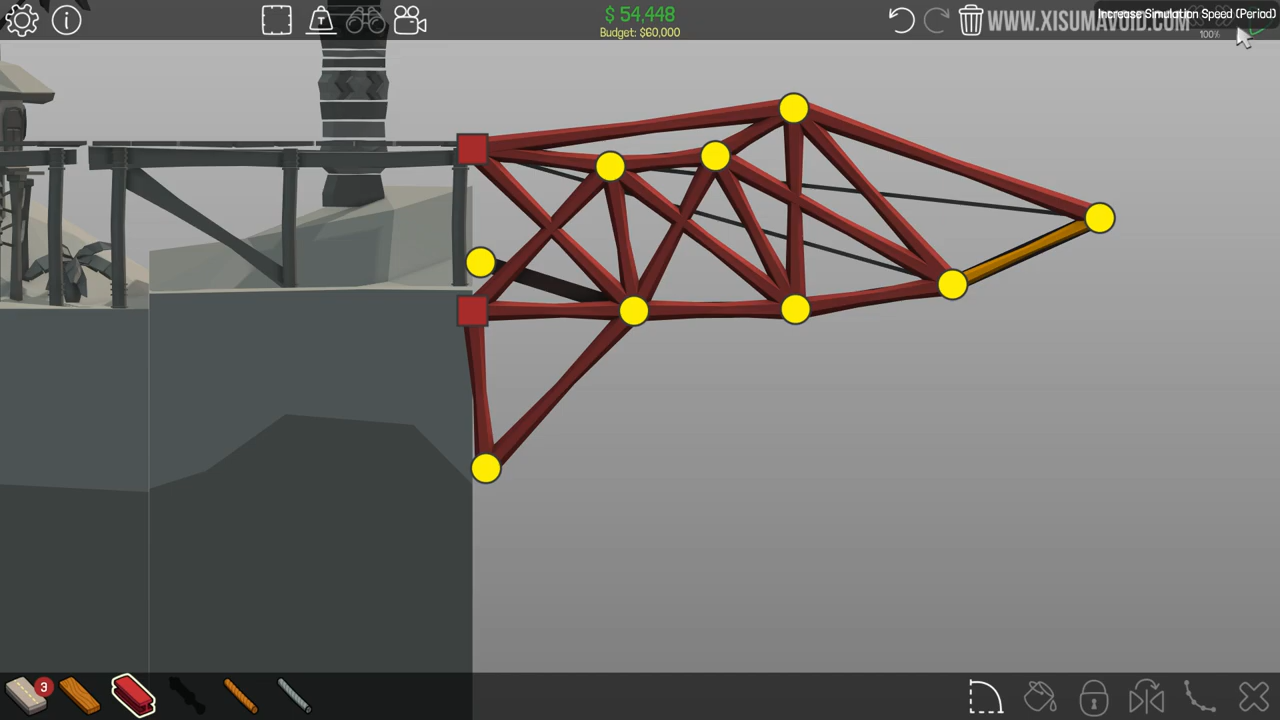 $ 54,448
Budget: $60,000
WWW.XISUMAVOID.COM
Increase Simulation Speed (Period)
100%
3